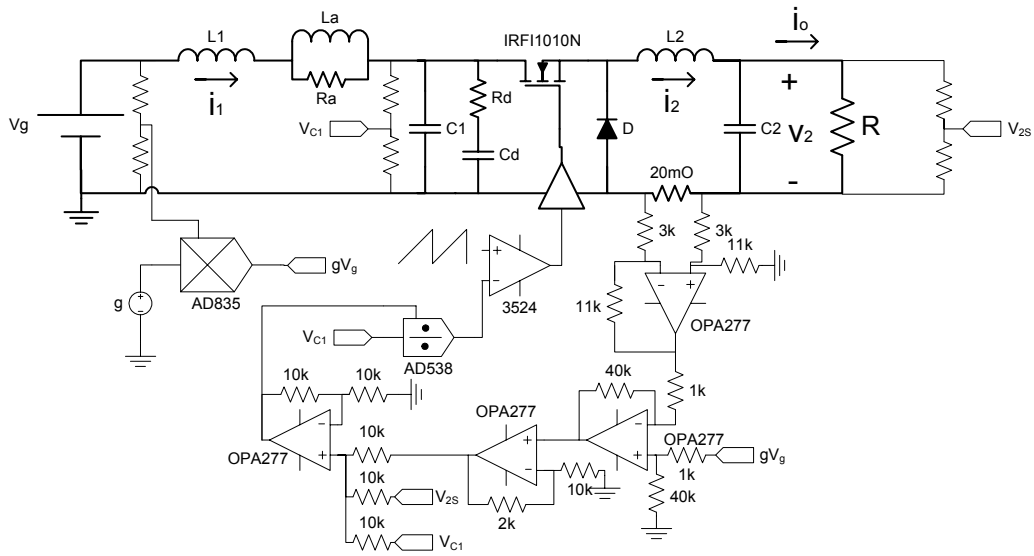 La
L1
IRFI1010N
L2
io
i1
Ra
i2
Rd
Vg
VC1
C1
Cd
D
C2
+
V2
-
R
V2S
20mO
3k
3k
11k
gVg
AD835
g
+
-
+
-
3524
11k
-
+
OPA277
VC1
AD538
10k
10k
40k
1k
OPA277
-
+
10k
OPA277
+
-
-
+
OPA277
1k
gVg
10k
V2S
10k
40k
2k
10k
VC1